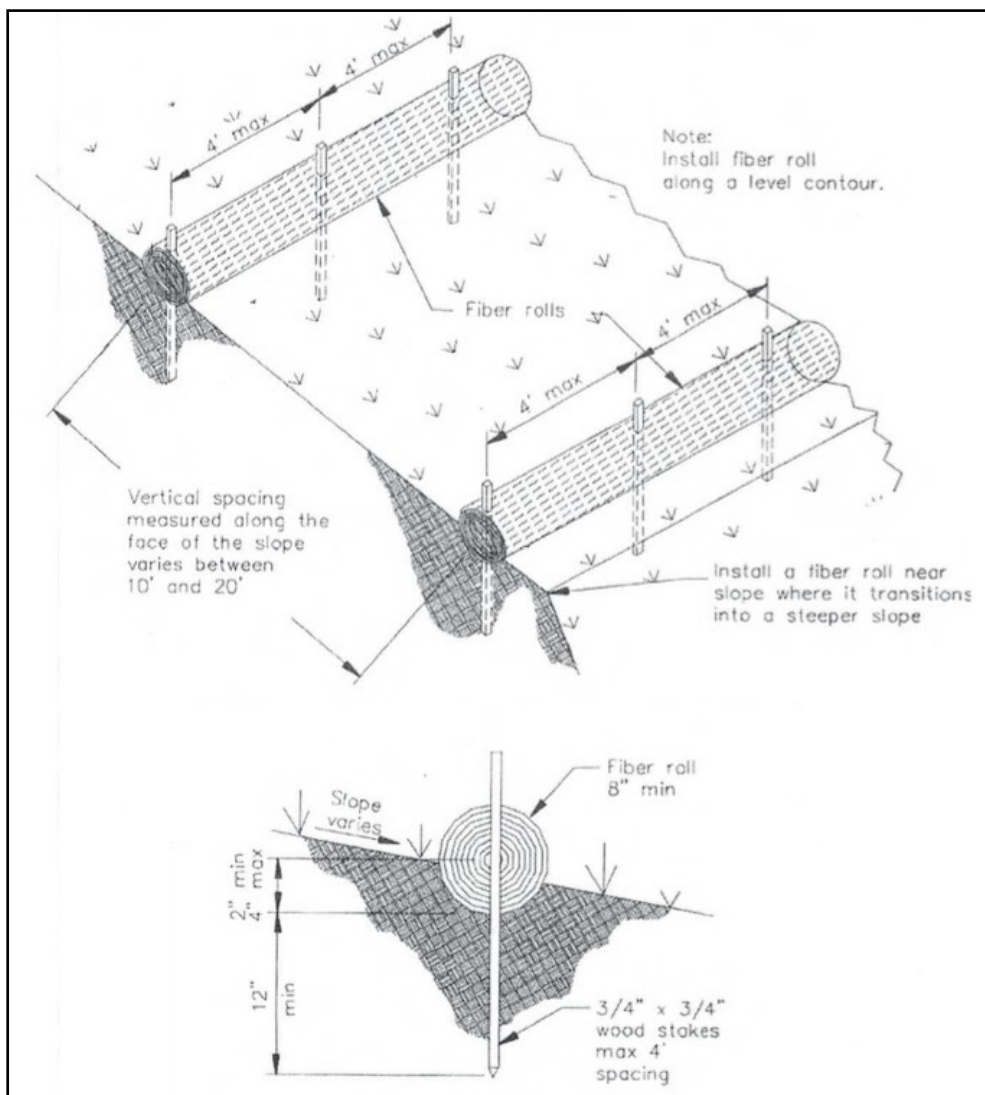 4' max
4' max
Note:
Install fiber roll
along a level contour.
Fiber rolls
4' max
4' max
Vertical spacing
measured along the
face of the slope
varies between
10' and 20'
Install a fiber roll near
slope where it transitions
into a steeper slope
Fiber roll
8" min
Slope
varies
2" min
4" max
12"
min
3/4" x 3/4"
wood stakes
max 4'
spacing